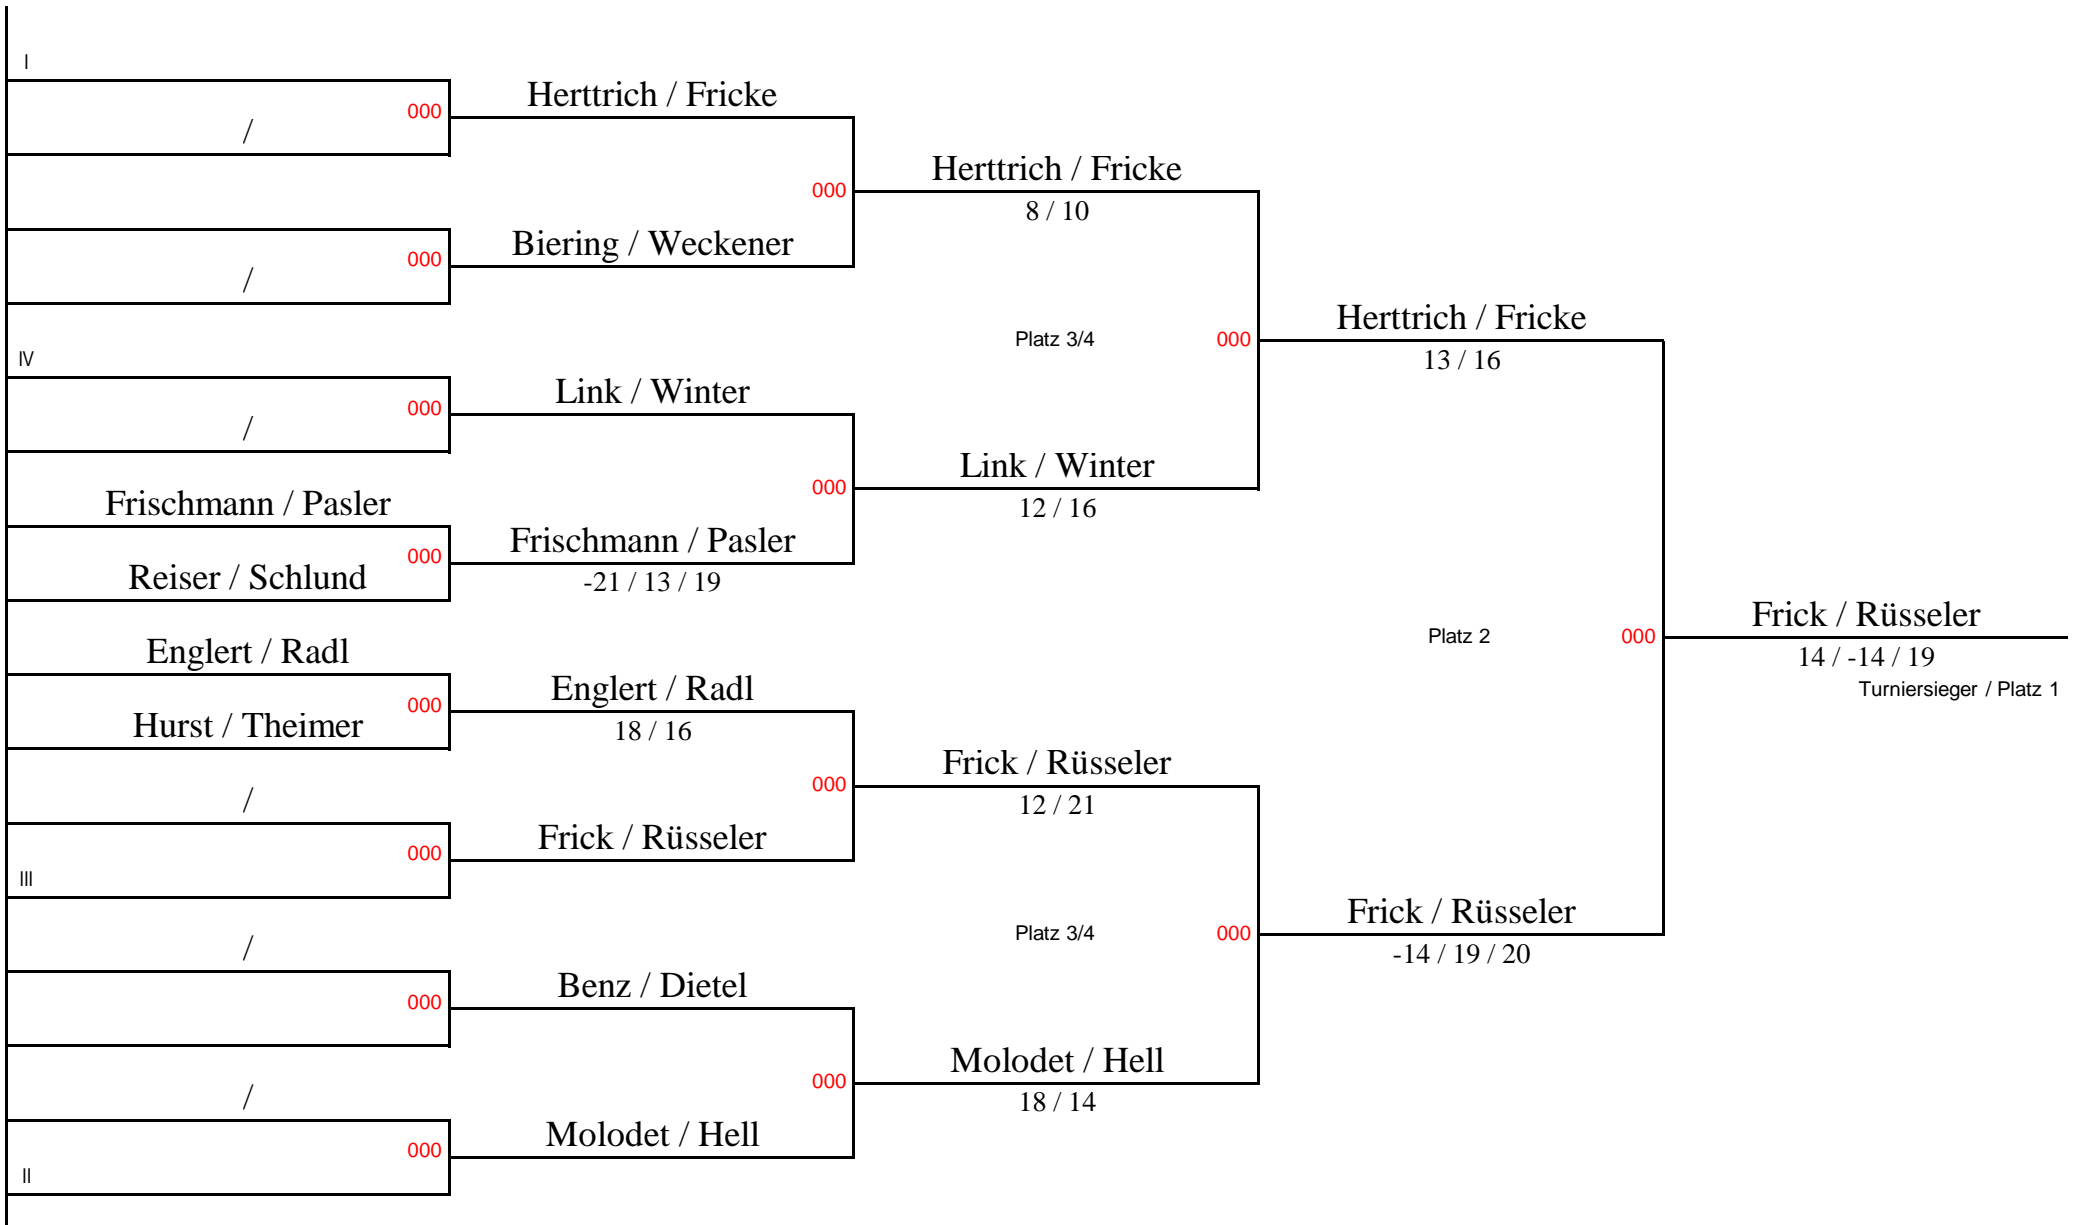 I
000
Herttrich / Fricke
/
000
Herttrich / Fricke
8 / 10
Biering / Weckener
000
/
Herttrich / Fricke
Platz 3/4
000
13 / 16
IV
Link / Winter
000
/
Link / Winter
000
12 / 16
Frischmann / Pasler
Frischmann / Pasler
000
Reiser / Schlund
-21 / 13 / 19
Frick / Rüsseler
Platz 2
000
14 / -14 / 19
Turniersieger / Platz 1
Englert / Radl
Englert / Radl
000
Hurst / Theimer
18 / 16
Frick / Rüsseler
000
12 / 21
/
Frick / Rüsseler
000
III
Frick / Rüsseler
Platz 3/4
000
-14 / 19 / 20
/
Benz / Dietel
000
Molodet / Hell
000
18 / 14
/
Molodet / Hell
000
II